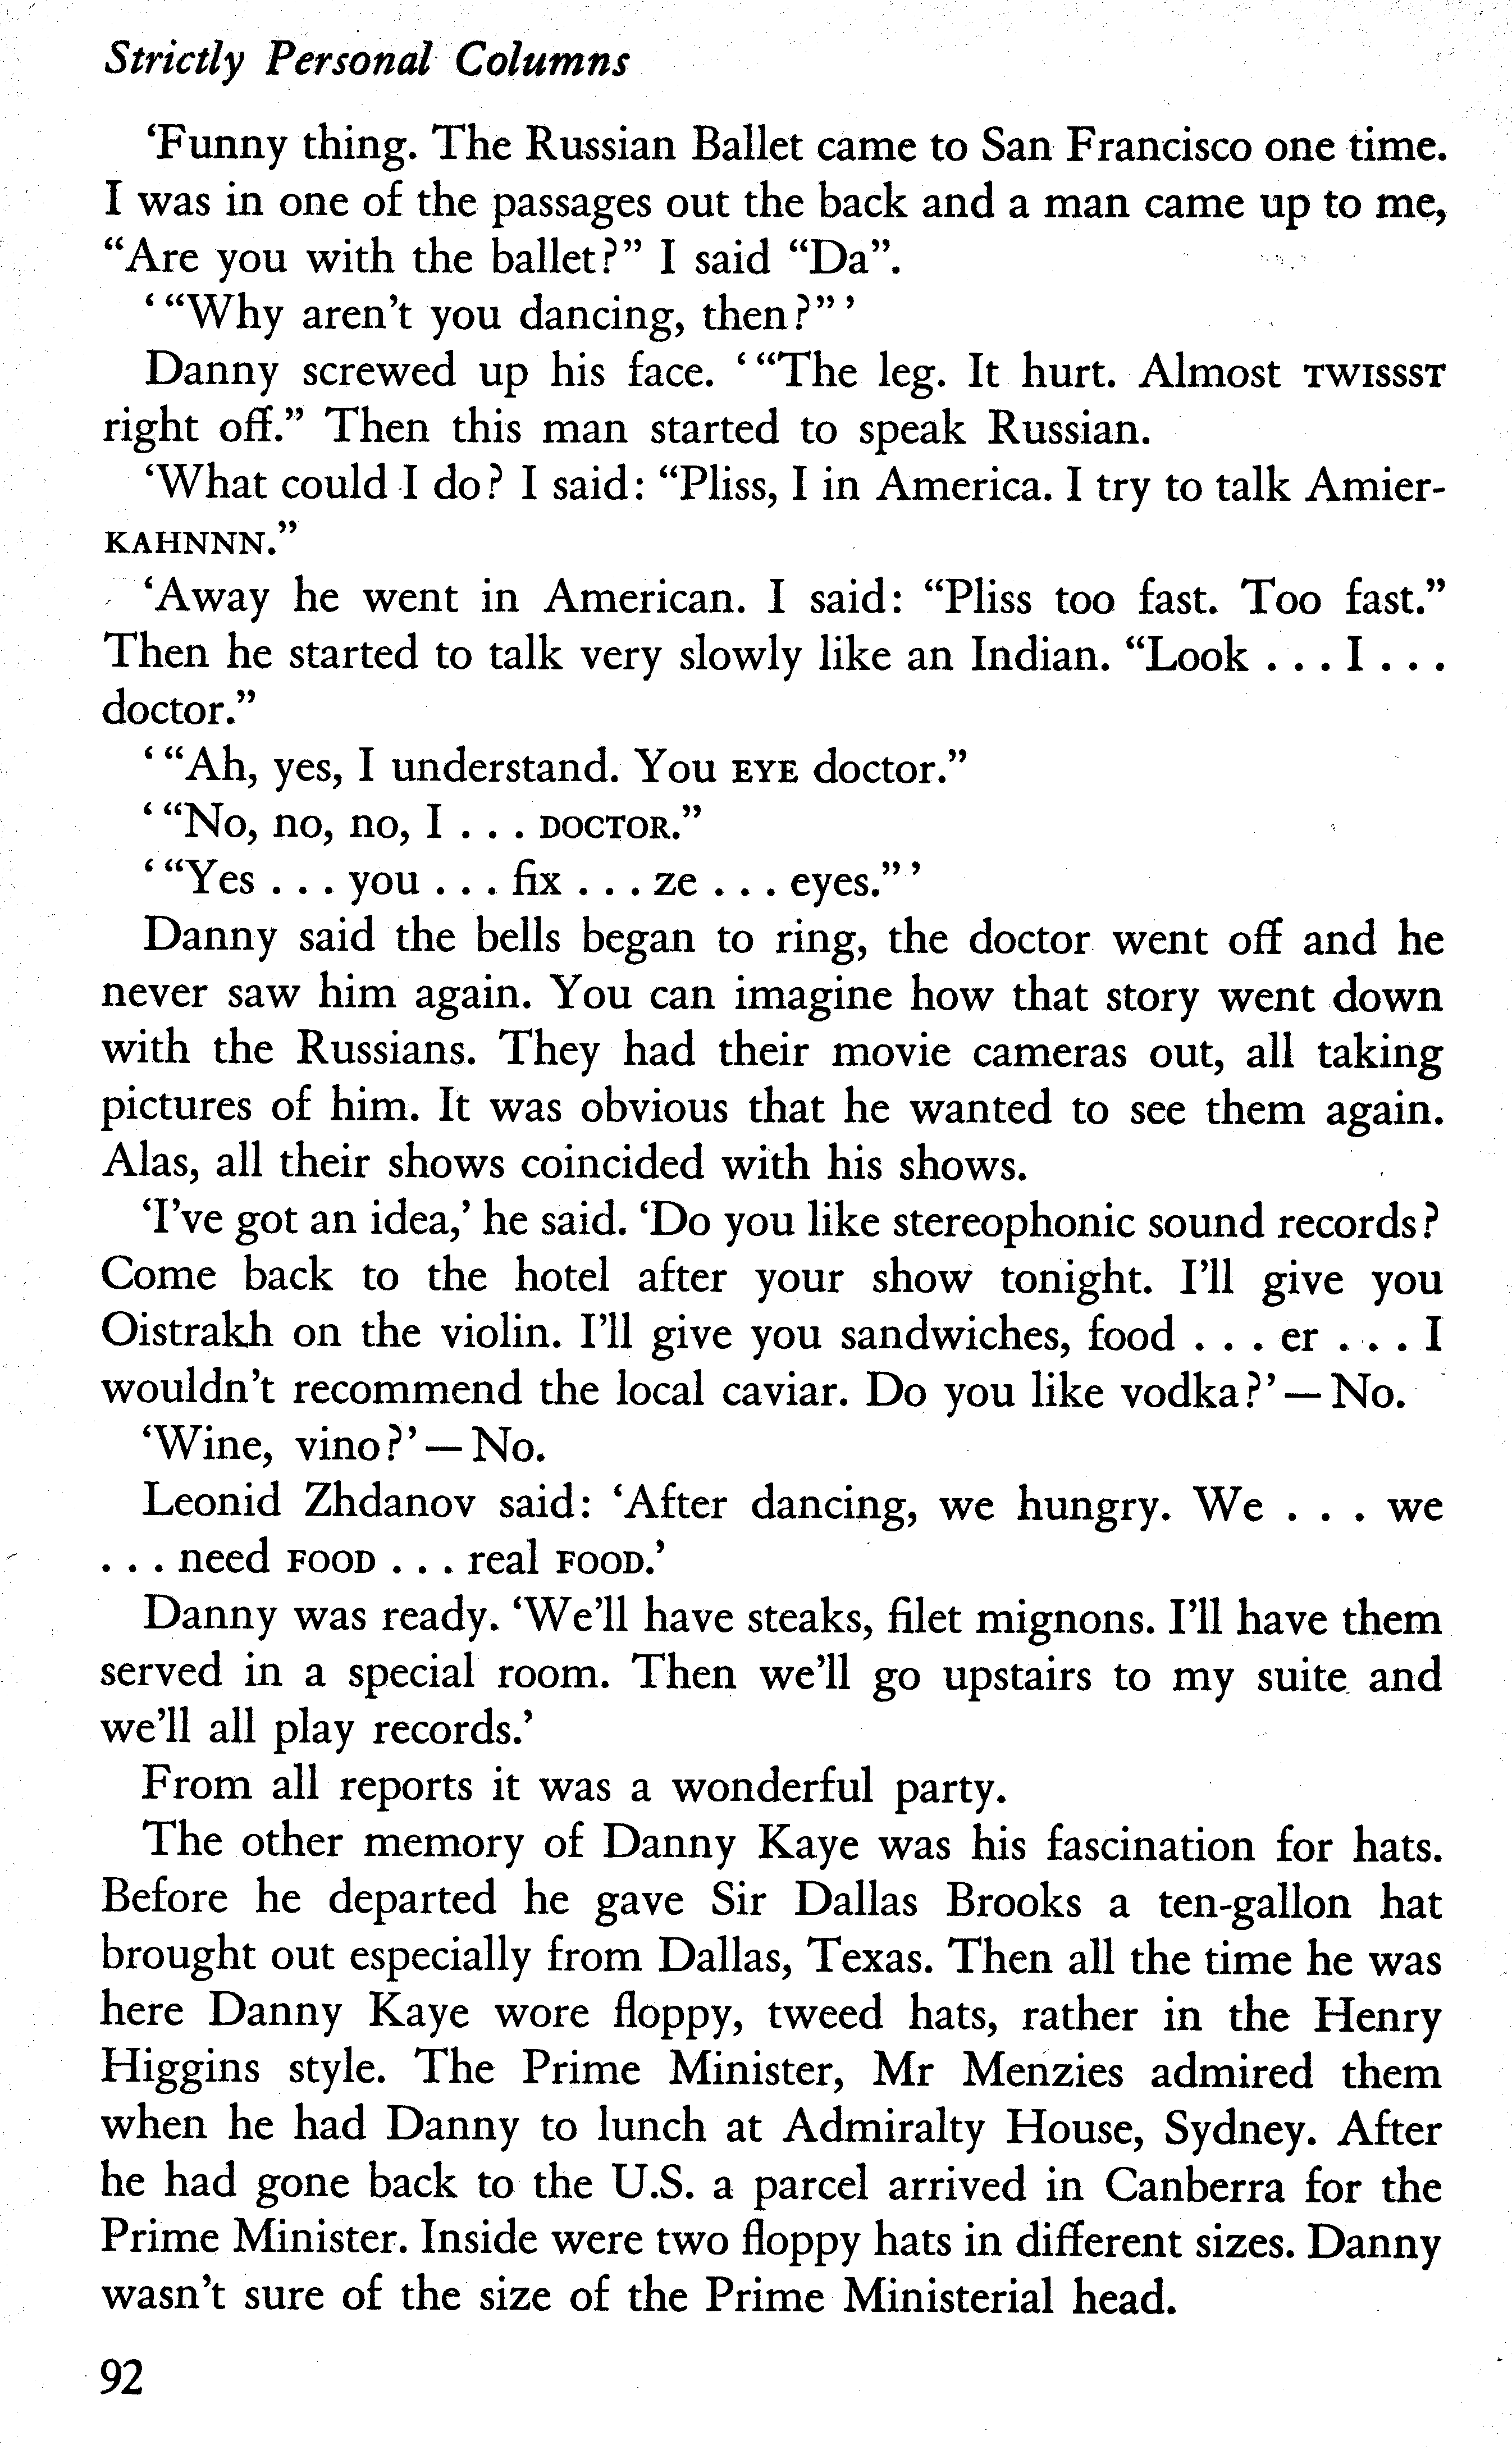 Strictly Personal Columns
‘Funny thing. The Russian Ballet came to San Francisco one time.
I was in one of the passages out the back and a man came up to me,
“Are you with the ballet?” I said “Da”.
‘ “Why aren’t you dancing, then?” ’
Danny screwed up his face. ‘ “The leg. It hurt. Almost TWISSST
right off.” Then this man started to speak Russian.
‘What could I do? I said: “Pliss, I in America. I try to talk Amier-
KAHNNN.”
‘Away he went in American. I said: “Pliss too fast. Too fast.”
Then he started to talk very slowly like an Indian. “Look . . . I . . .
doctor.”
‘ “Ah, yes, I understand. You EYE doctor.”
‘ “No, no, no, I . . . DOCTOR.”
‘ “Yes . . . you . . . fix . . . ze . . . eyes.” ’
Danny said the bells began to ring, the doctor went off and he
never saw him again. You can imagine how that story went down
with the Russians. They had their movie cameras out, all taking
pictures of him. It was obvious that he wanted to see them again.
Alas, all their shows coincided with his shows.
‘I’ve got an idea,’ he said. ‘Do you like stereophonic sound records?
Come back to the hotel after your show tonight. I’ll give you
Oistrakh on the violin. I’ll give you sandwiches, food . . . er . . . I
wouldn’t recommend the local caviar. Do you like vodka?’—No.
‘Wine, vino?’—No.
Leonid Zhdanov said: ‘After dancing, we hungry. We . . . we
. . . need FOOD . . . real FOOD.’
Danny was ready. ‘We’ll have steaks, filet mignons. I’ll have them
served in a special room. Then we’ll go upstairs to my suite and
we’ll all play records.’
From all reports it was a wonderful party.
The other memory of Danny Kaye was his fascination for hats.
Before he departed he gave Sir Dallas Brooks a ten-gallon hat
brought out especially from Dallas, Texas. Then all the time he was
here Danny Kaye wore floppy, tweed hats, rather in the Henry
Higgins style. The Prime Minister, Mr Menzies admired them
when he had Danny to lunch at Admiralty House, Sydney. After
he had gone back to the U.S. a parcel arrived in Canberra for the
Prime Minister. Inside were two floppy hats in different sizes. Danny
wasn’t sure of the size of the Prime Ministerial head.
92